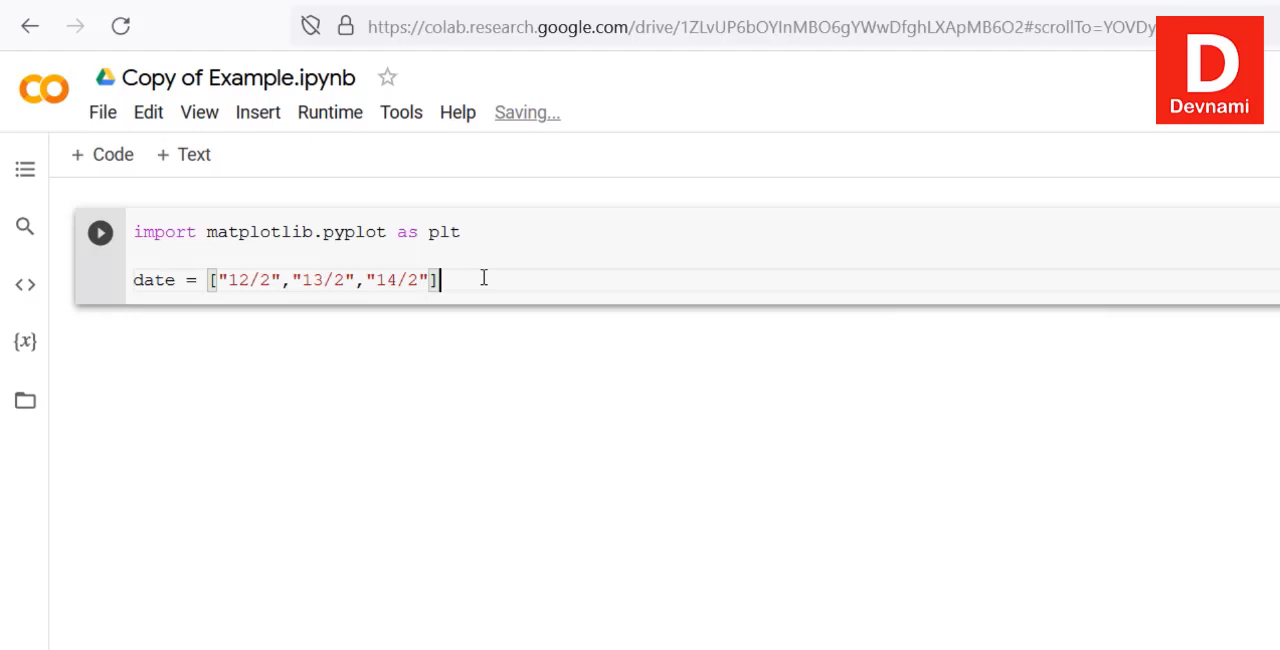 https://colab.research.google.com/drive/1ZLvUP6bOYInMBO6gYWwDfghLXApMB6O2#scrollTo=YOVDy
D
Devnami
CO
Copy of Example.ipynb
File Edit View Insert Runtime Tools Help Saving...
+ Code + Text
import matplotlib.pyplot as plt
date = ["12/2","13/2","14/2"]
{x}